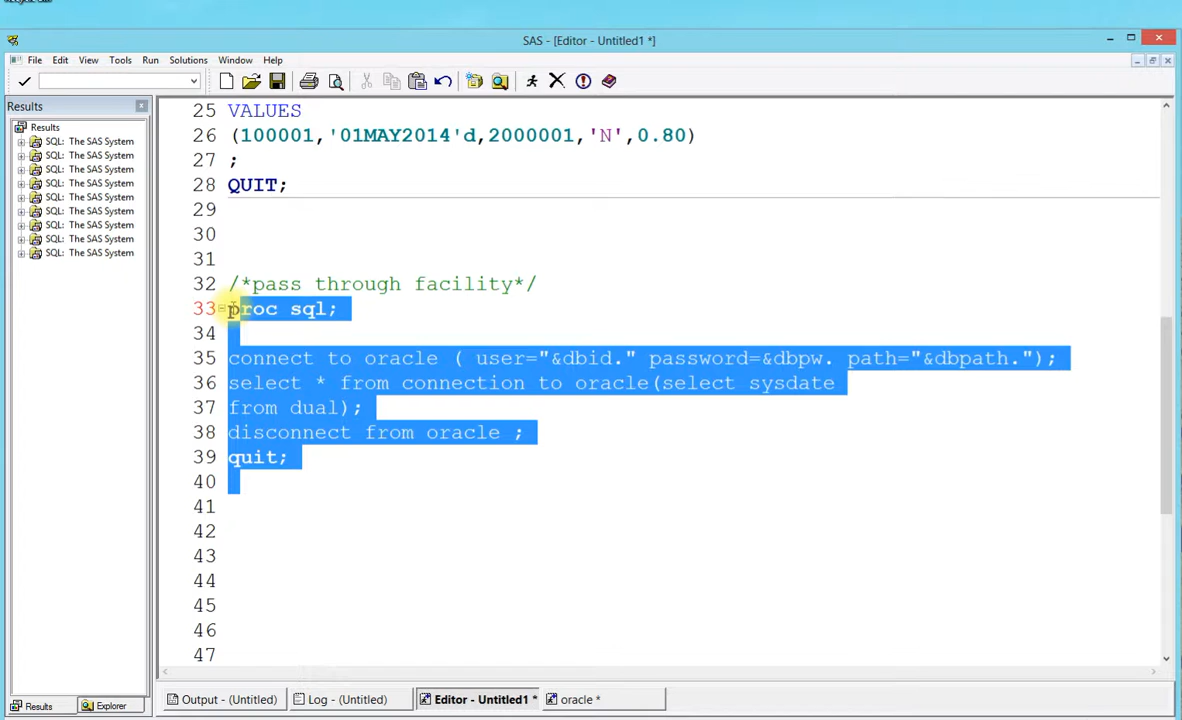 SAS - [Editor - Untitled1 *]
File Edit View Tools Run Solutions Window Help
Results
Results
SQL: The SAS System
SQL: The SAS System
SQL: The SAS System
SQL: The SAS System
SQL: The SAS System
SQL: The SAS System
SQL: The SAS System
SQL: The SAS System
SQL: The SAS System
25 VALUES
26 (100001,'01MAY2014'd,2000001,'N',0.80)
27 ;
28 QUIT;
29
30
31
32 /*pass through facility*/
33 proc sql;
34
35 connect to oracle ( user="&dbid." password=&dbpw. path="&dbpath.");
36 select * from connection to oracle(select sysdate
37 from dual);
38 disconnect from oracle ;
39 quit;
40
41
42
43
44
45
46
47
Results Explorer
Output - (Untitled) Log - (Untitled) Editor - Untitled1 * oracle *